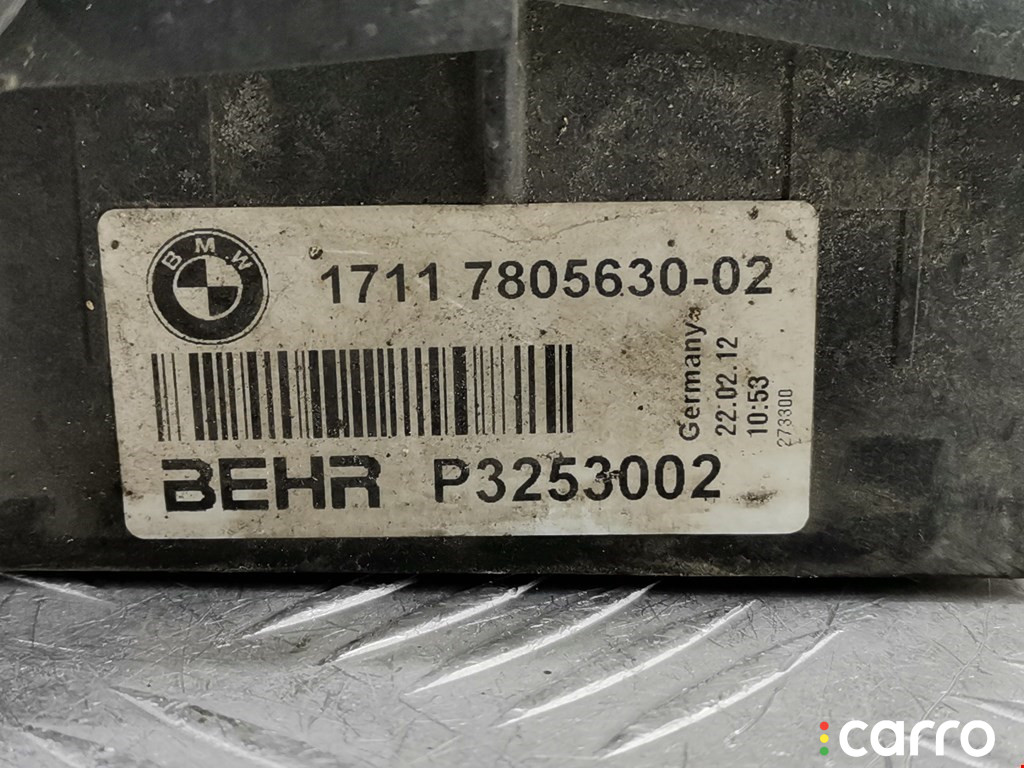 BMW
1711 7805630-02
Germany
22.02.12
10:53
273300
BEHR P3253002
carro